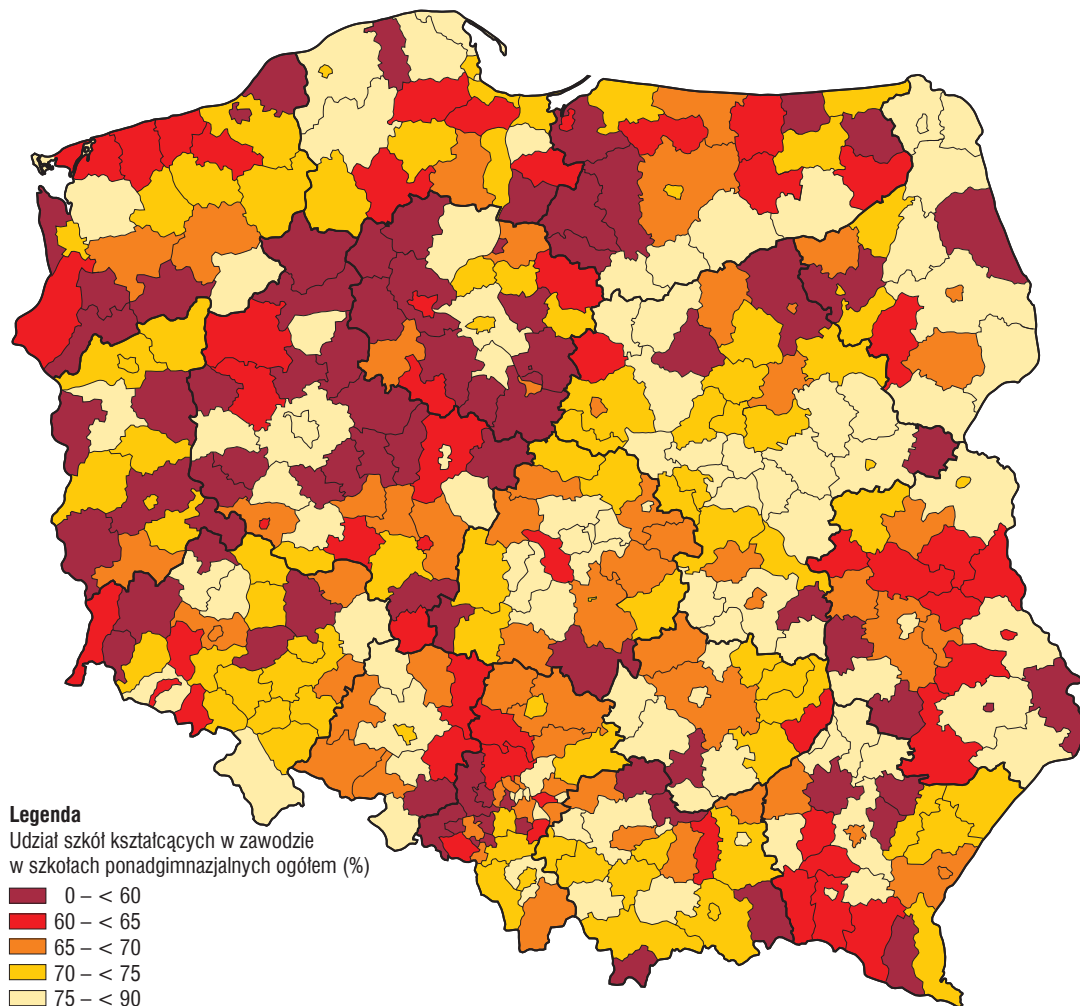 Legenda
Udział szkół kształcących w zawodzie
w szkołach ponadgimnazjalnych ogółem (%)
0 – < 60
60 – < 65
65 – < 70
70 – < 75
75 – < 90